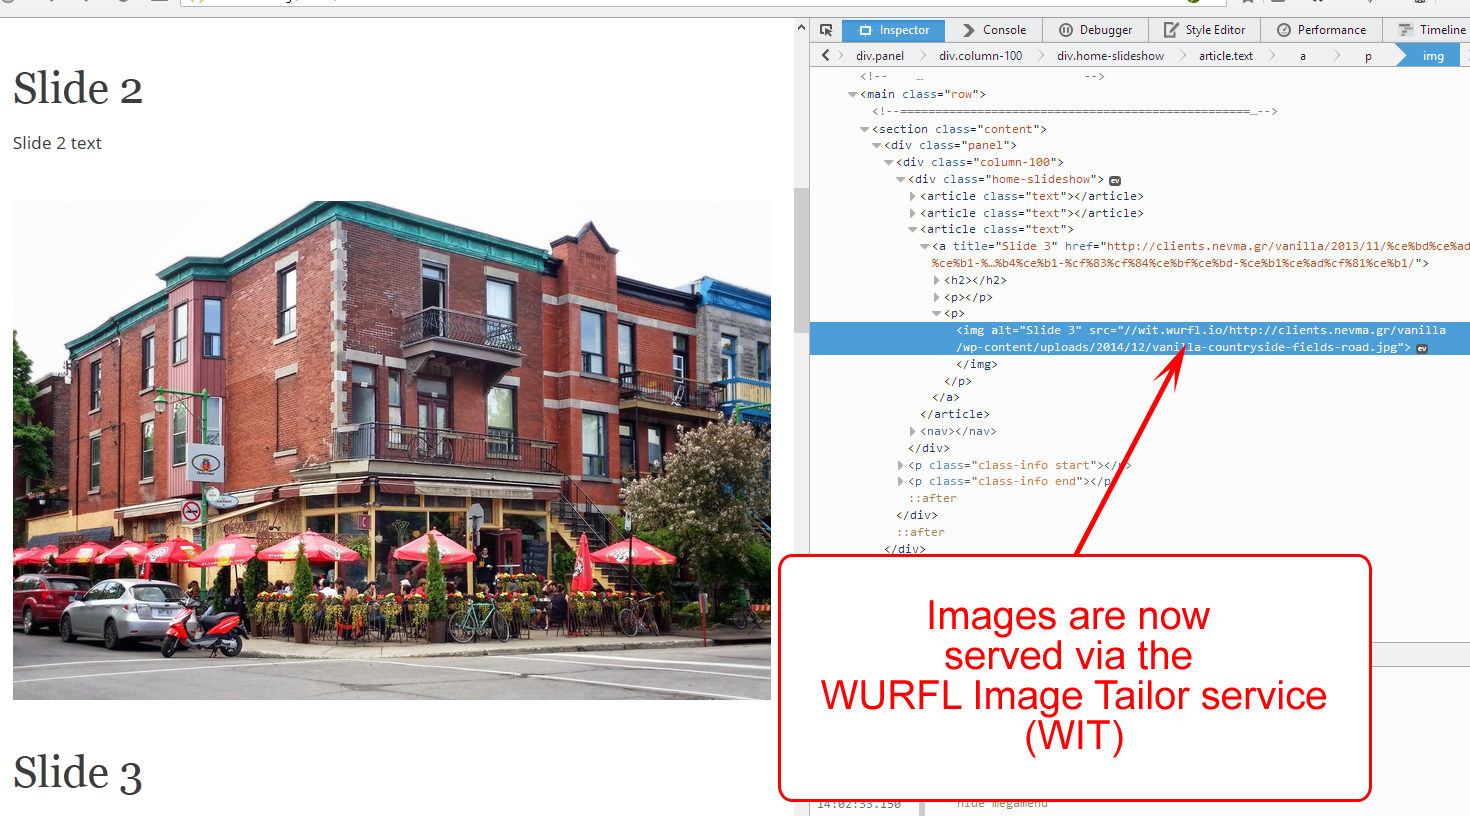 Slide 2
Slide 2 text
Slide 3
Inspector
Console
Debugger
Style Editor
Performance
Timeline
div.panel
div.column-100
div.home-slideshow
article.text
a
p
img
<!-- … -->
<main class="row">
<!--==================================================…-->
<section class="content">
<div class="panel">
<div class="column-100">
<div class="home-slideshow"> ev
<article class="text"></article>
<article class="text"></article>
<article class="text">
<a title="Slide 3" href="http://clients.nevma.gr/vanilla/2013/11/%ce%bd%ce%ad
%ce%b1-%…%b4%ce%b1-%cf%83%cf%84%ce%bf%ce%bd-%ce%b1%ce%ad%cf%81%ce%b1/">
<h2></h2>
<p></p>
<p>
<img alt="Slide 3" src="//wit.wurfl.io/http://clients.nevma.gr/vanilla
/wp-content/uploads/2014/12/vanilla-countryside-fields-road.jpg"> ev
</img>
</p>
</a>
</article>
<nav></nav>
</div>
<p class="class-info start"></p>
<p class="class-info end"></p
::after
</div>
::after
</div>
Images are now
served via the
WURFL Image Tailor service
(WIT)
14:02:33.150
hide megamenu